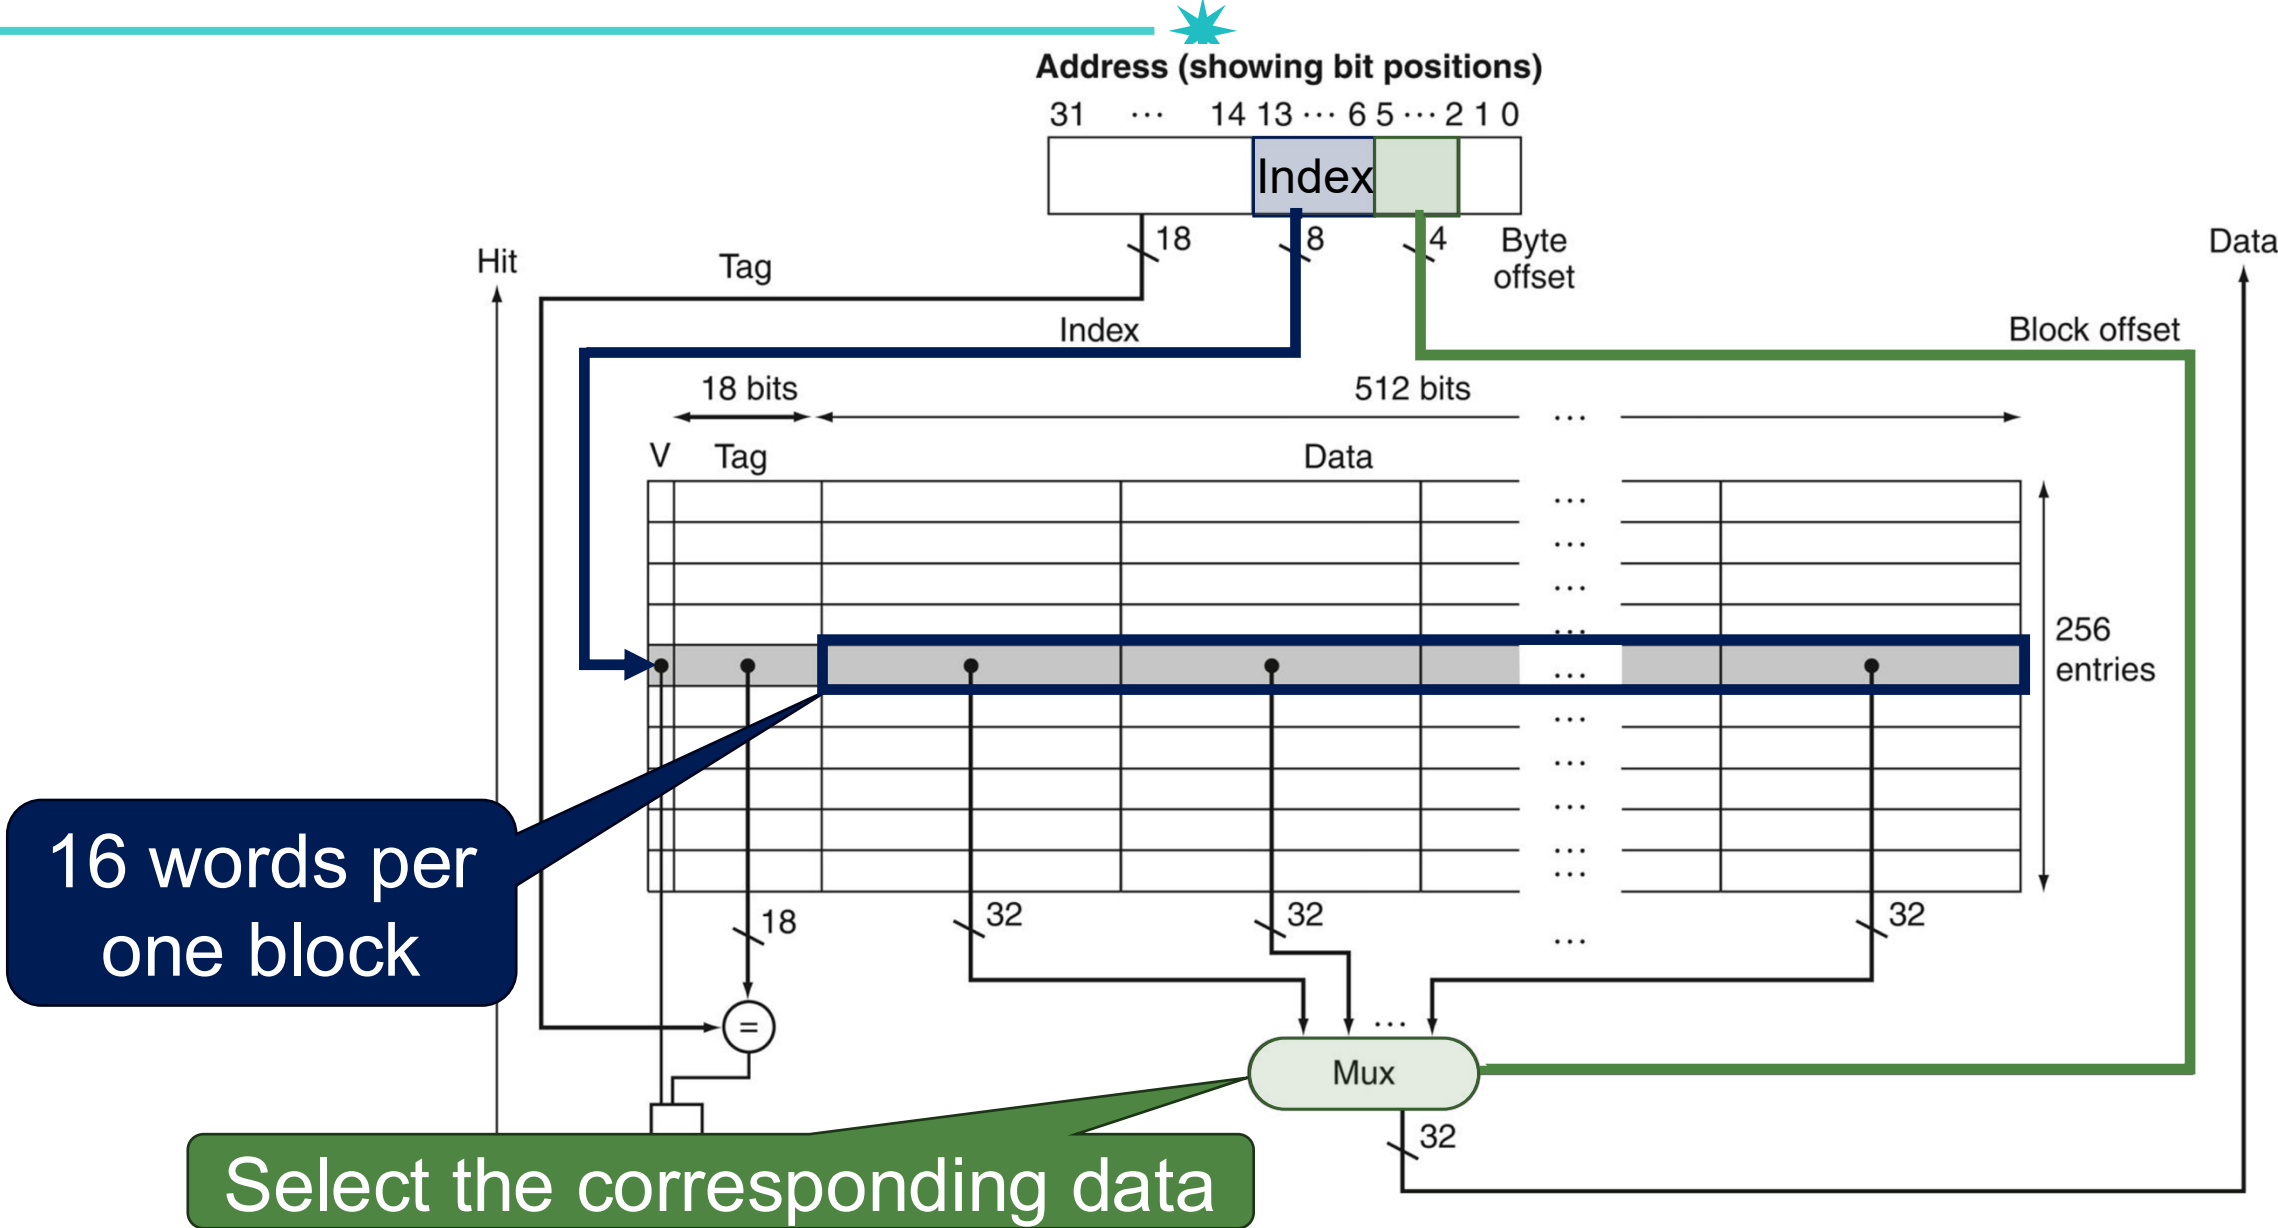 Address (showing bit positions)
31 ··· 14 13 ··· 6 5 ··· 2 1 0
Index
18 8 4 Byte
offset
Hit
Tag
Data
Index
Block offset
18 bits
512 bits
···
V Tag Data
···
···
···
···
···
···
···
···
···
···
256
entries
16 words per
one block
18 32 32 ··· 32
=
···
Mux
32
Select the corresponding data